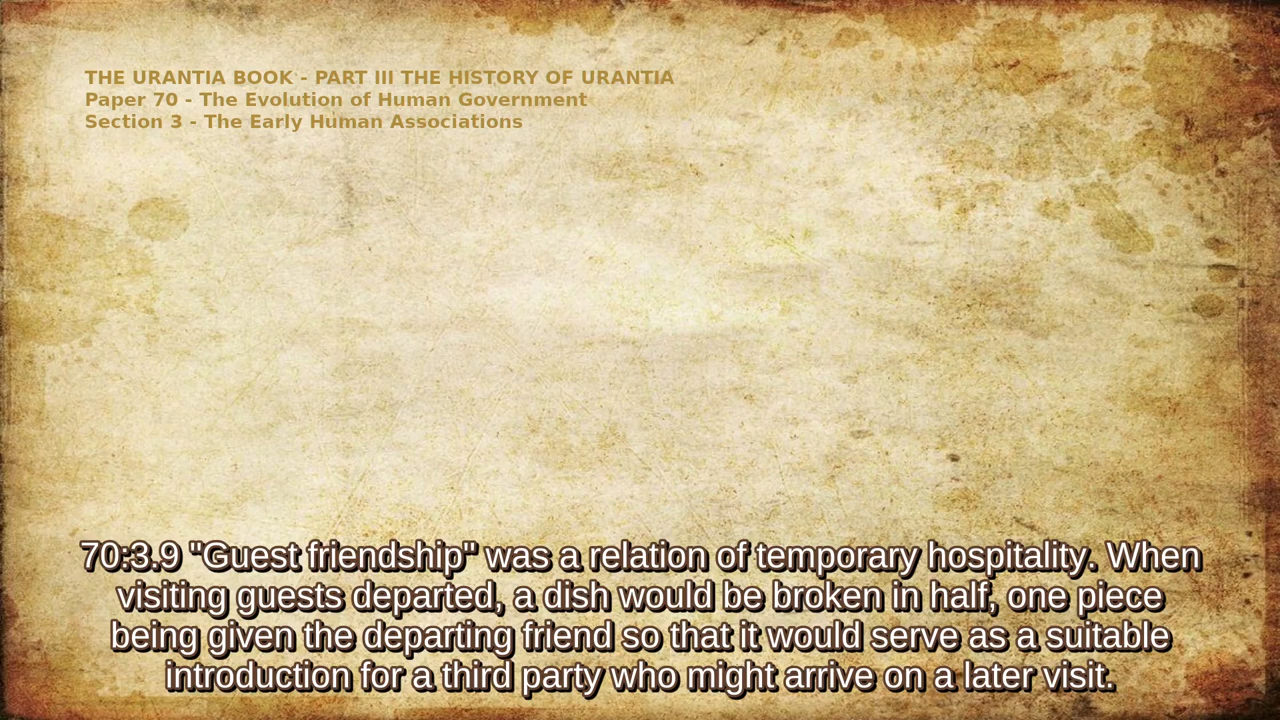 THE URANTIA BOOK - PART III THE HISTORY OF URANTIA
Paper 70 - The Evolution of Human Government
Section 3 - The Early Human Associations
70:3.9 "Guest friendship" was a relation of temporary hospitality. When
visiting guests departed, a dish would be broken in half, one piece
being given the departing friend so that it would serve as a suitable
introduction for a third party who might arrive on a later visit.